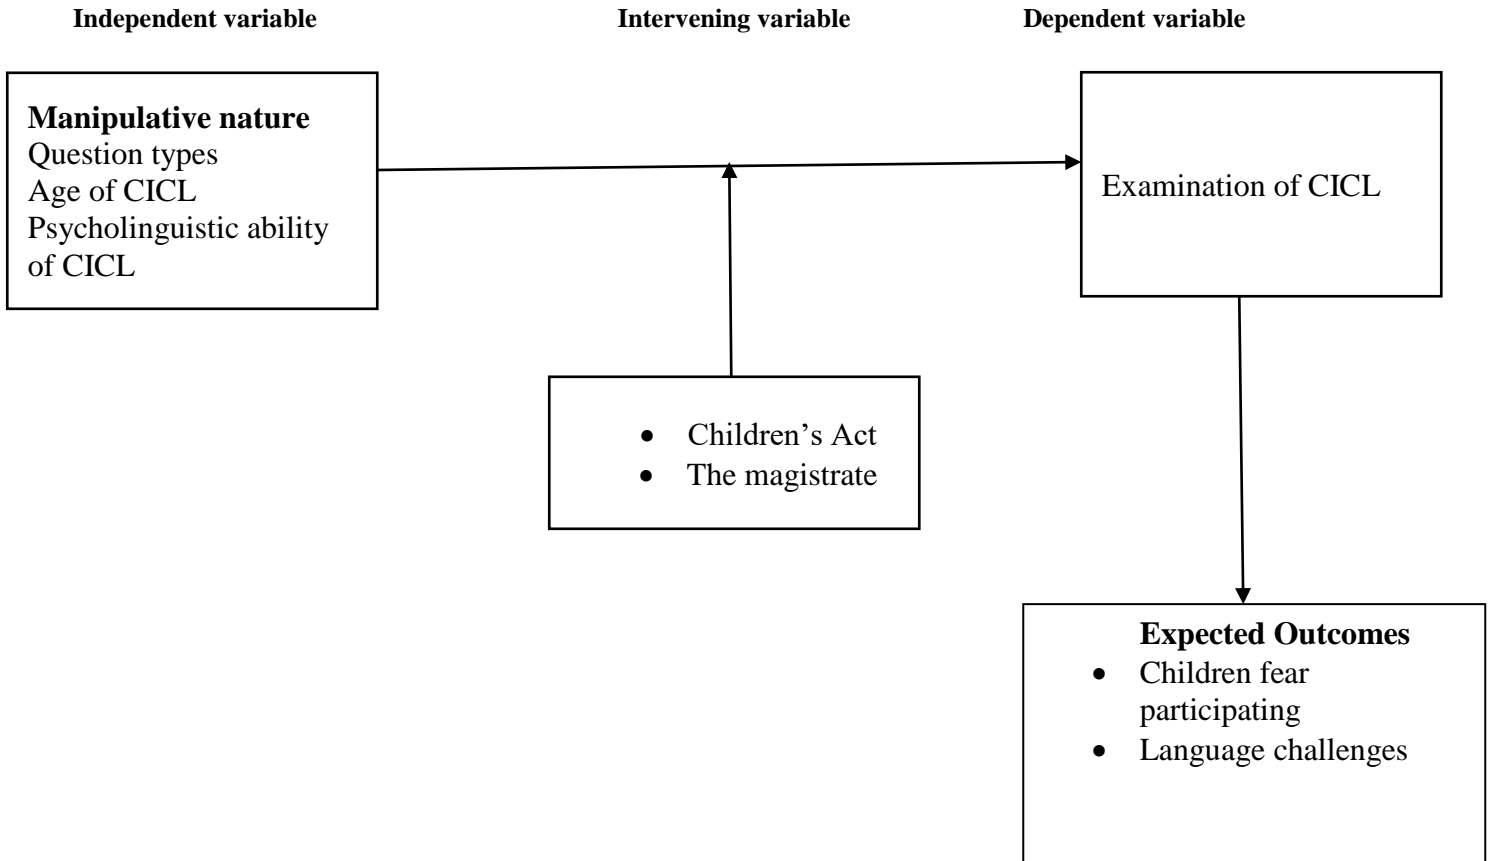 Independent variable
Intervening variable
Dependent variable
Manipulative nature
Question types
Age of CICL
Psycholinguistic ability
of CICL
Examination of CICL
• Children’s Act
• The magistrate
Expected Outcomes
• Children fear
participating
• Language challenges